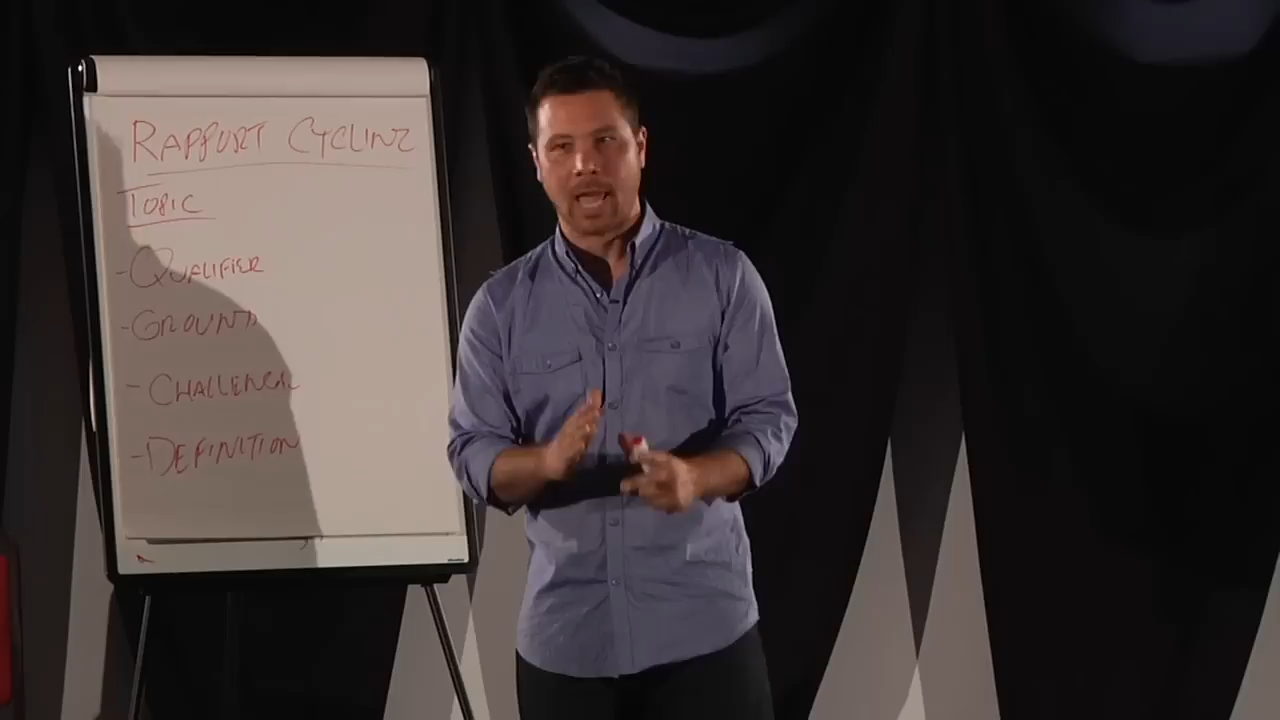 RAPPORT CYCLING
TOPIC
- QUALIFIER
- GROUND
- CHALLENGE
- DEFINITION